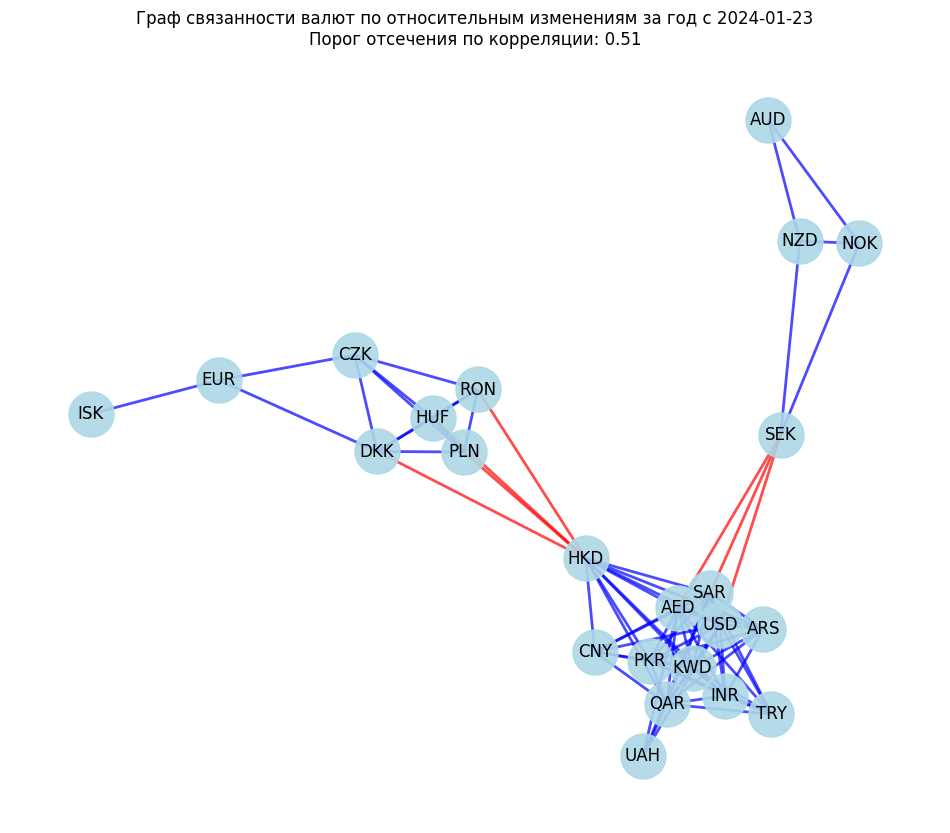 Граф связанности валют по относительным изменениям за год с 2024-01-23
Порог отсечения по корреляции: 0.51
AUD
NZD
NOK
CZK
EUR
RON
ISK
HUF
SEK
DKK
PLN
HKD
SAR
AED
USD
ARS
CNY
PKR
KWD
INR
QAR
TRY
UAH